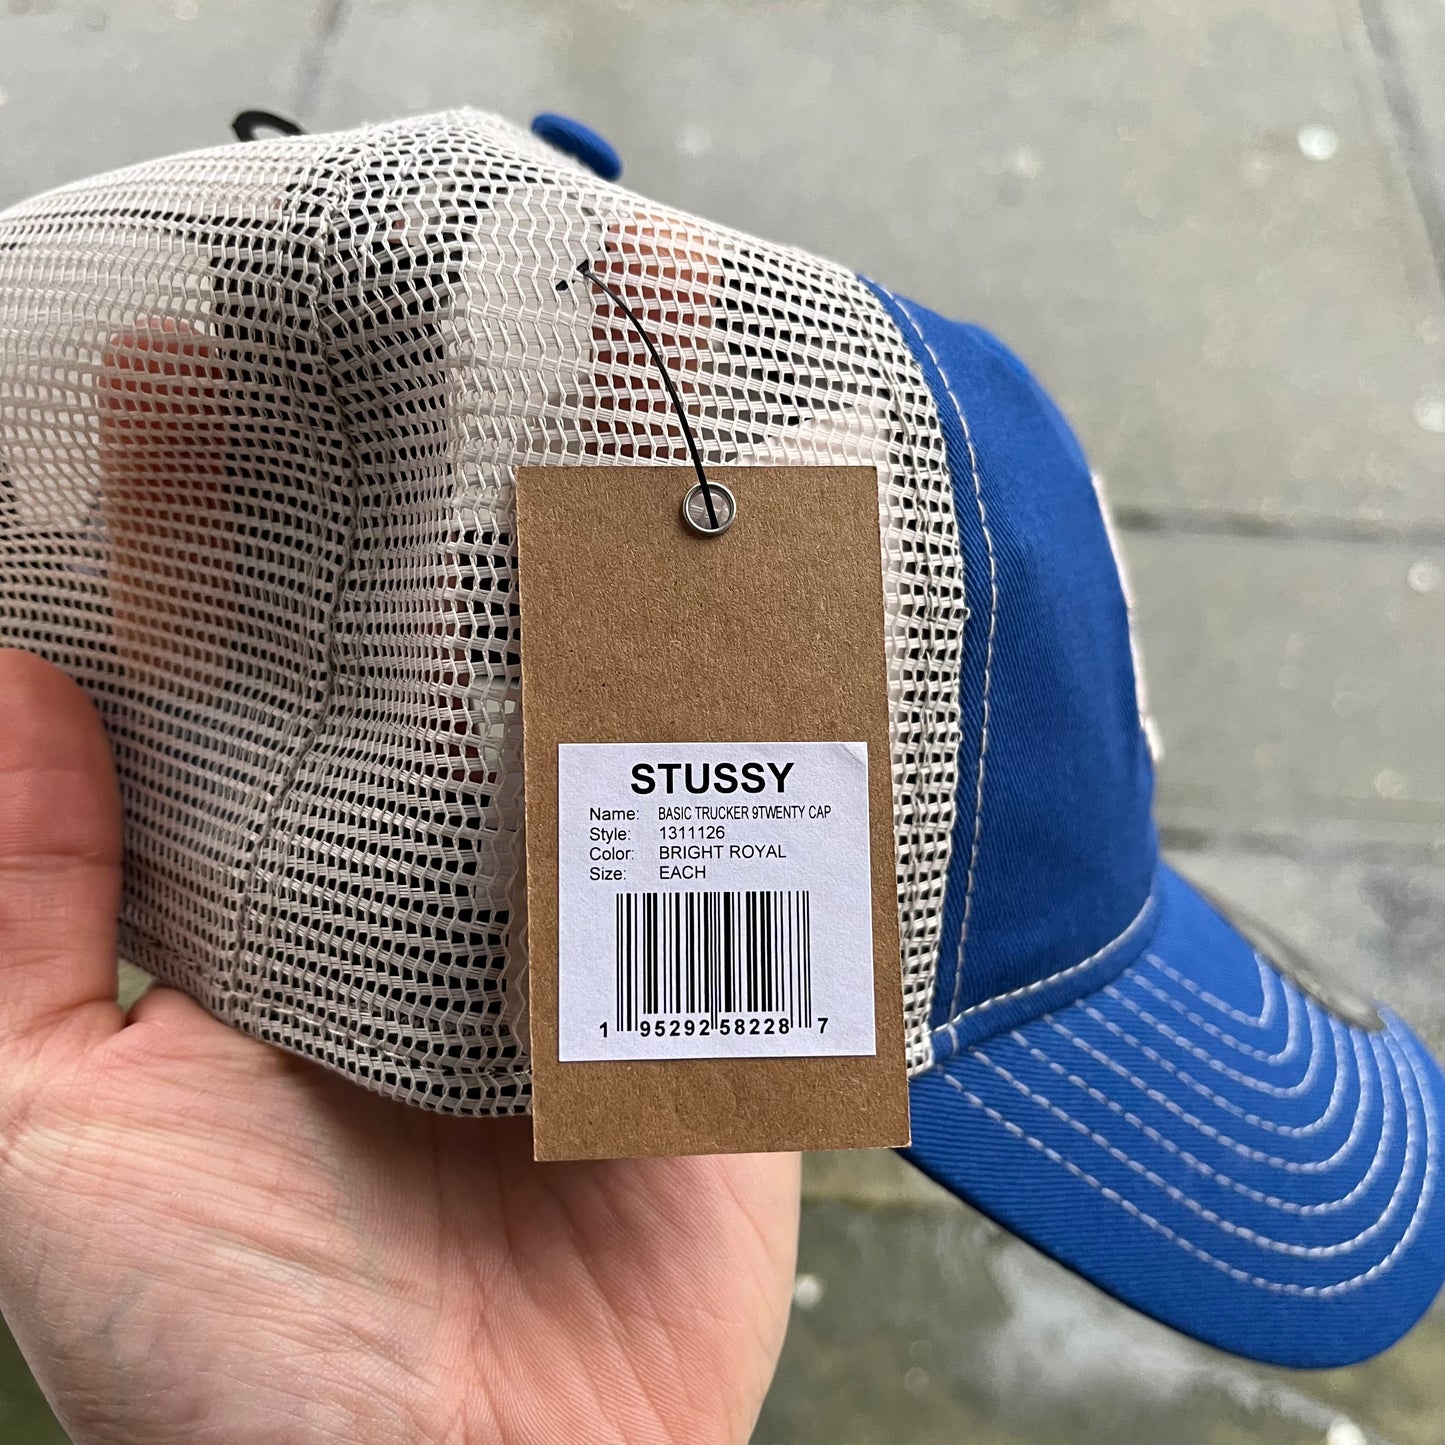 STUSSY
Name: BASIC TRUCKER 9TWENTY CAP
Style: 1311126
Color: BRIGHT ROYAL
Size: EACH
1 95292 58228 7